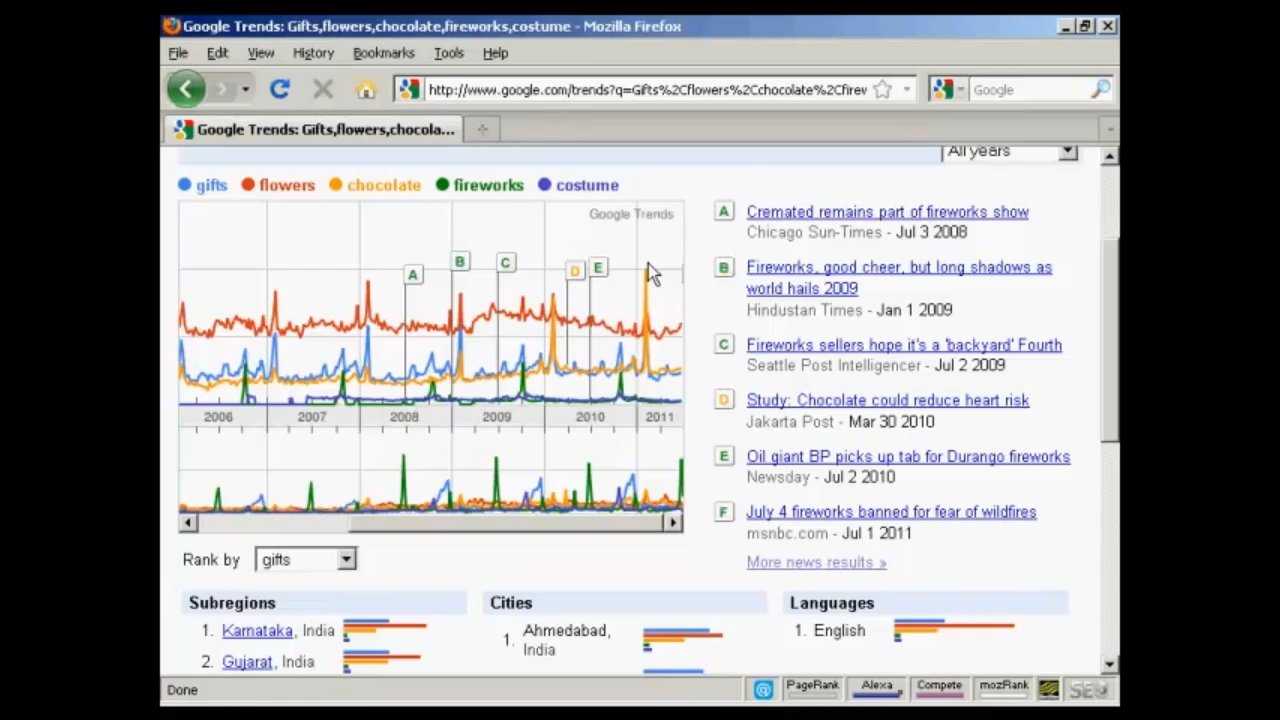 Google Trends: Gifts,flowers,chocolate,fireworks,costume - Mozilla Firefox
File Edit View History Bookmarks Tools Help
http://www.google.com/trends?q=Gifts%2Cflowers%2Cchocolate%2Cfirev
Google
Google Trends: Gifts,flowers,chocola...
All years
gifts flowers chocolate fireworks costume
Google Trends
A B C D E
2006 2007 2008 2009 2010 2011
A Cremated remains part of fireworks show
Chicago Sun-Times - Jul 3 2008
B Fireworks, good cheer, but long shadows as
world hails 2009
Hindustan Times - Jan 1 2009
C Fireworks sellers hope it's a 'backyard' Fourth
Seattle Post Intelligencer - Jul 2 2009
D Study: Chocolate could reduce heart risk
Jakarta Post - Mar 30 2010
E Oil giant BP picks up tab for Durango fireworks
Newsday - Jul 2 2010
F July 4 fireworks banned for fear of wildfires
msnbc.com - Jul 1 2011
More news results »
Rank by gifts
Subregions
1. Karnataka, India
2. Gujarat, India
Cities
1. Ahmedabad,
India
Languages
1. English
Done
PageRank Alexa Compete mozRank SEO